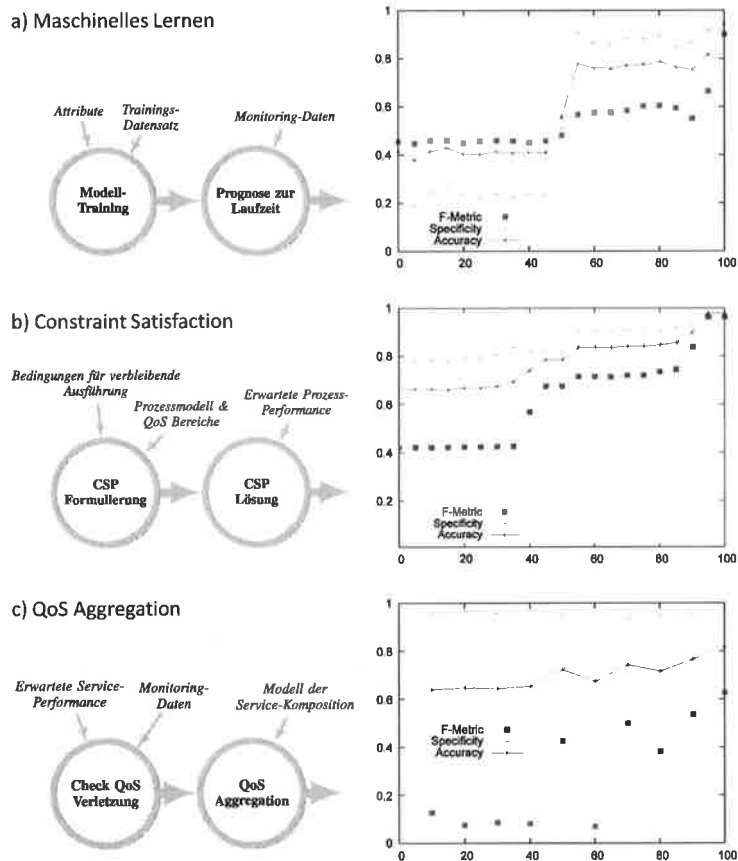 a) Maschinelles Lernen
Attribute
Trainings-
Datensatz
Monitoring-Daten
Modell-
Training
Prognose zur
Laufzeit
1
0.8
0.6
0.4
0.2
0
F-Metric
Specificity
Accuracy
0 20 40 60 80 100
b) Constraint Satisfaction
Bedingungen für verbleibende
Ausführung
Prozessmodell &
QoS Bereiche
Erwartete Prozess-
Performance
CSP
Formulierung
CSP
Lösung
1
0.8
0.6
0.4
0.2
F-Metric
Specificity
Accuracy
0 20 40 60 80 100
c) QoS Aggregation
Erwartete Service-
Performance
Monitoring-
Daten
Modell der
Service-Komposition
Check QoS
Verletzung
QoS
Aggregation
1
0.8
0.6
0.4
0.2
0
F-Metric
Specificity
Accuracy
0 20 40 60 80 100